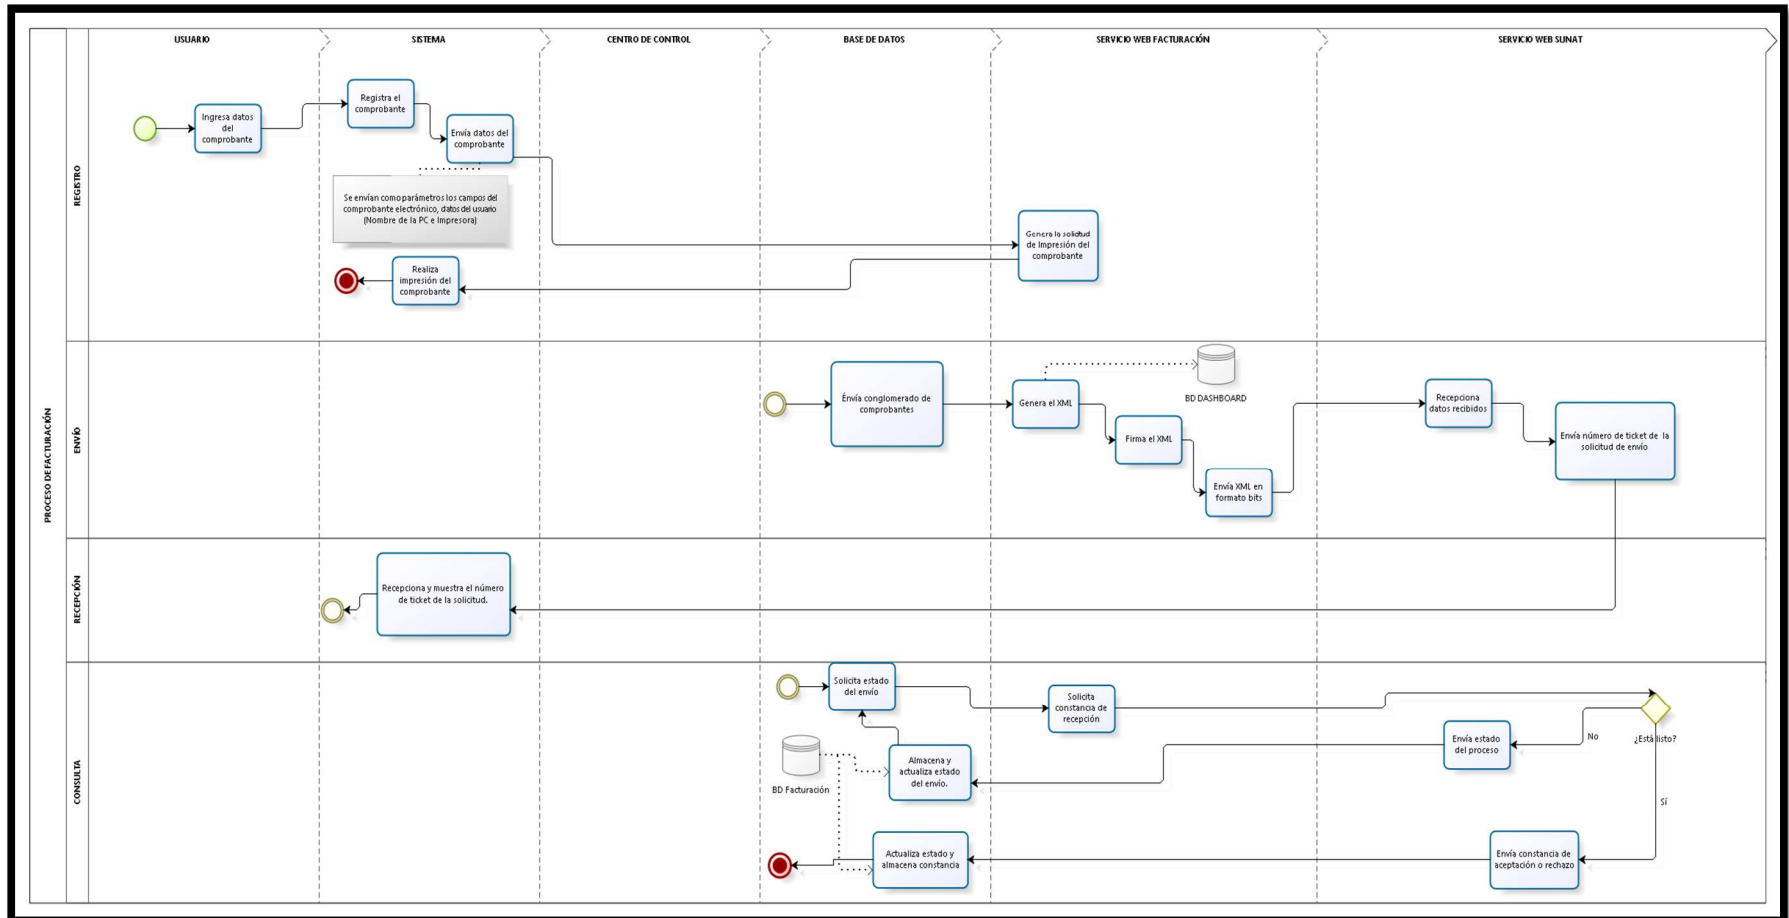 USUARIO
SISTEMA
CENTRO DE CONTROL
BASE DE DATOS
SERVICIO WEB FACTURACIÓN
SERVICIO WEB SUNAT
PROCESO DE FACTURACIÓN
REGISTRO
Ingresa datos
del
comprobante
Registra el
comprobante
Envía datos del
comprobante
Se envían como parámetros los campos del
comprobante electrónico, datos del usuario
(Nombre de la PC e Impresora)
Genera la solicitud
de Impresión del
comprobante
Realiza
impresión del
comprobante
ENVÍO
Énvía conglomerado de
comprobantes
Genera el XML
BD DASHBOARD
Firma el XML
Envía XML en
formato bits
Recepciona
datos recibidos
Envía número de ticket de la
solicitud de envío
RECEPCIÓN
Recepciona y muestra el número
de ticket de la solicitud.
CONSULTA
Solicita estado
del envío
Solicita
constancia de
recepción
¿Está listo?
No
Sí
Envía estado
del proceso
Almacena y
actualiza estado
del envío.
BD Facturación
Actualiza estado y
almacena constancia
Envía constancia de
aceptación o rechazo